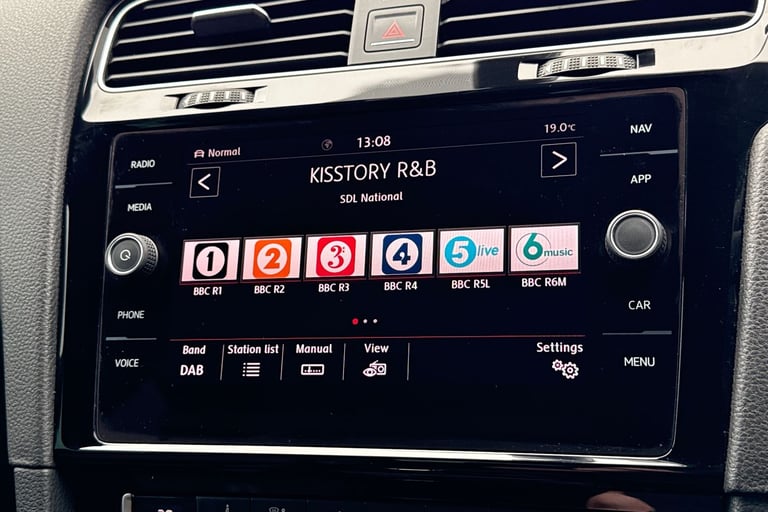 RADIO
MEDIA
PHONE
VOICE
Normal
13:08
19.0°C
<
KISSTORY R&B
>
SDL National
1
2
3
4
5 live
6 music
BBC R1
BBC R2
BBC R3
BBC R4
BBC R5L
BBC R6M
Band
DAB
Station list
Manual
View
Settings
NAV
APP
CAR
MENU